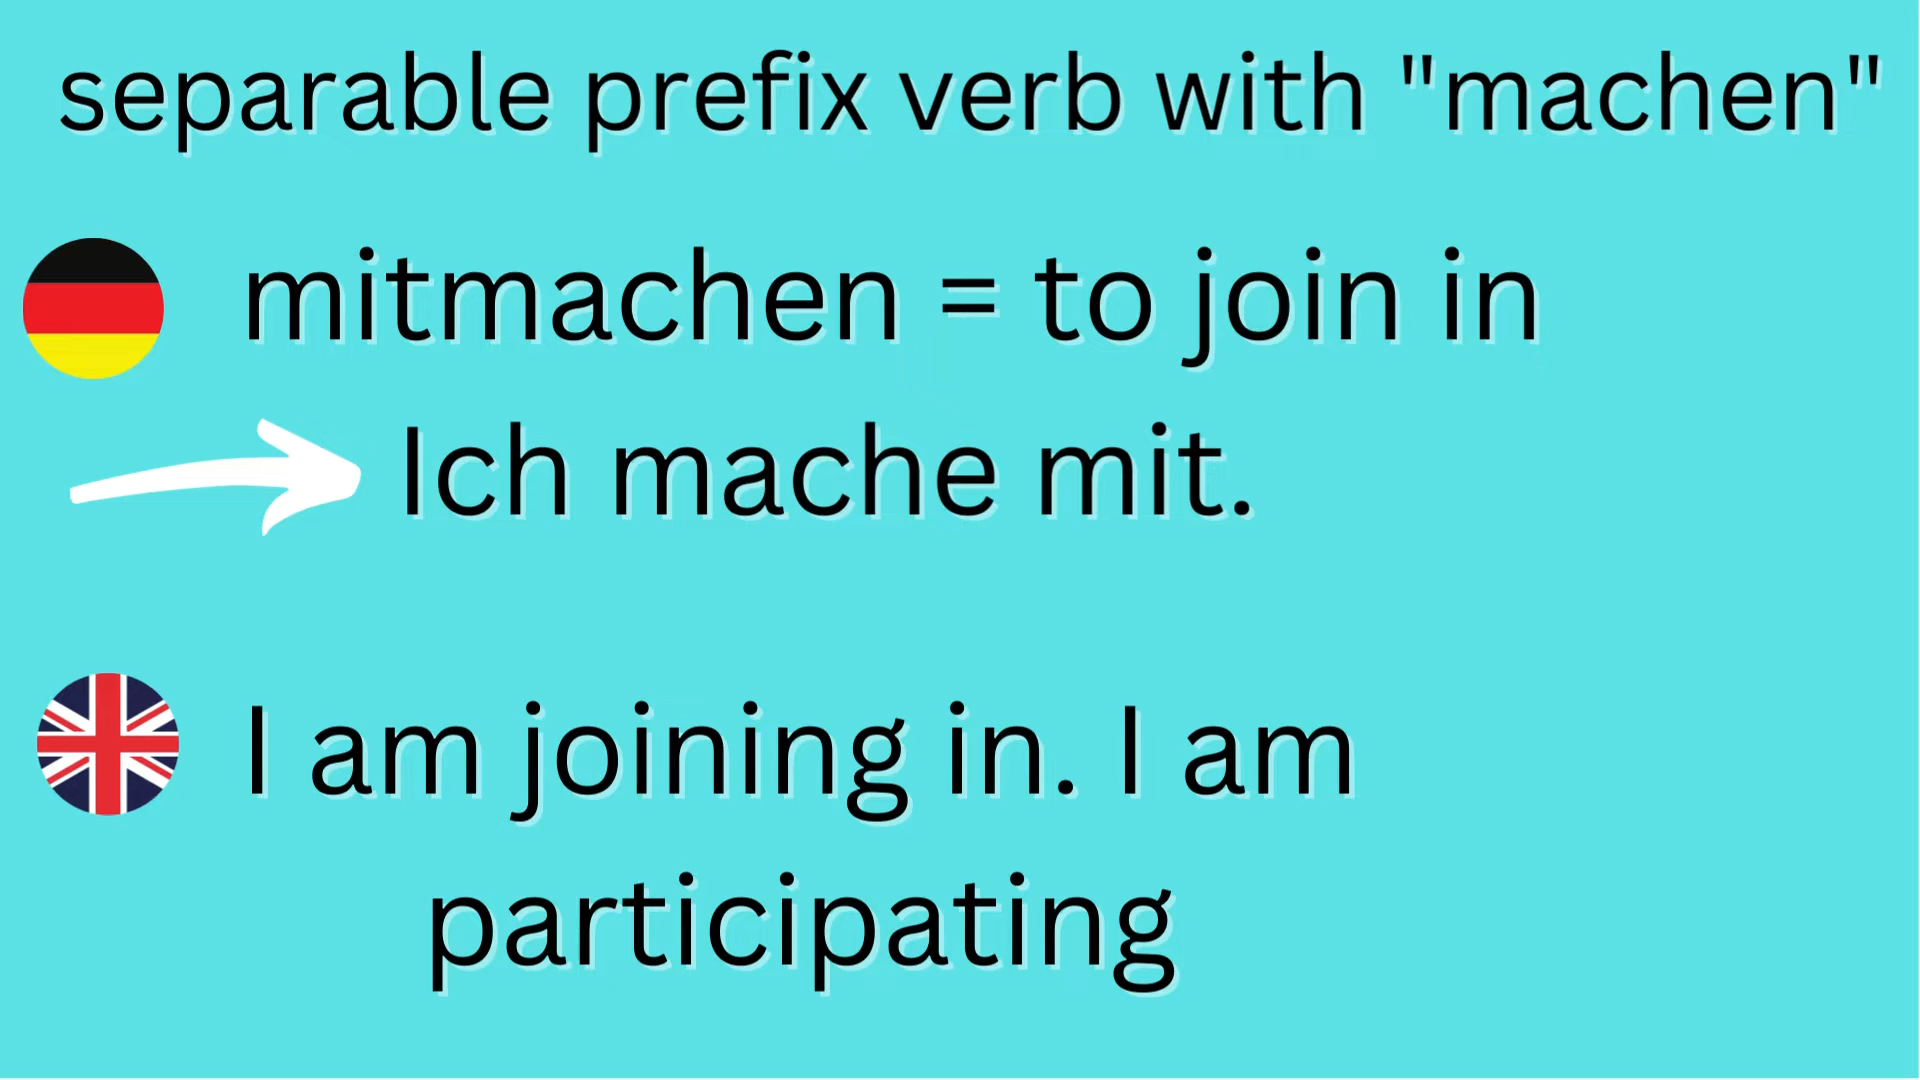 separable prefix verb with "machen"
mitmachen = to join in
Ich mache mit.
I am joining in. I am
participating